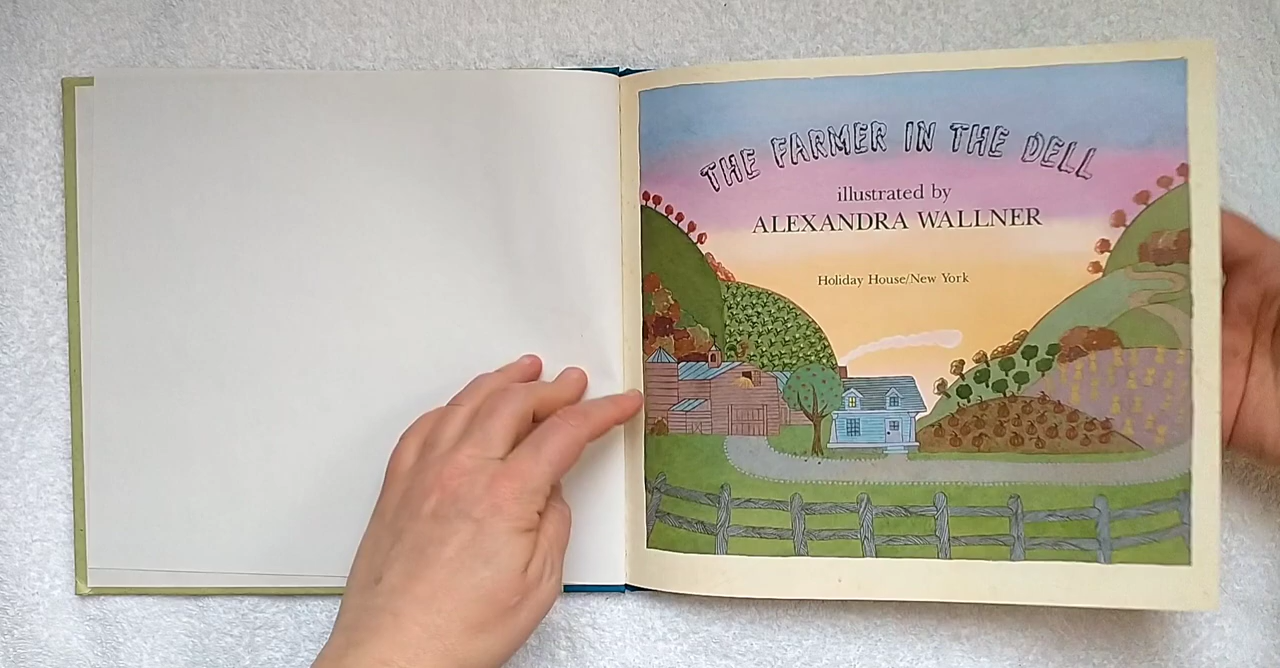 THE FARMER IN THE DELL
illustrated by
ALEXANDRA WALLNER
Holiday House/New York